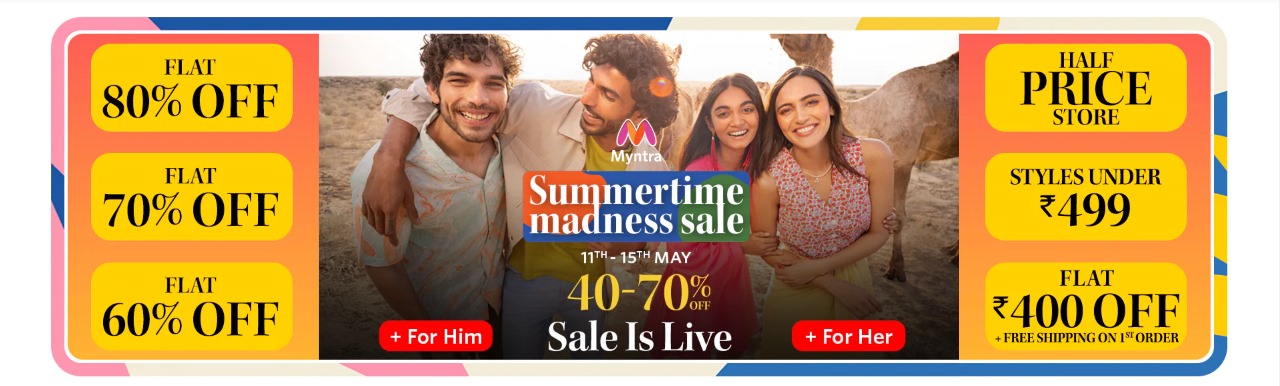 FLAT
80% OFF
FLAT
70% OFF
FLAT
60% OFF
Myntra
Summertime
madness sale
11TH - 15TH MAY
40-70% OFF
Sale Is Live
+ For Him
+ For Her
HALF
PRICE
STORE
STYLES UNDER
₹499
FLAT
₹400 OFF
+ FREE SHIPPING ON 1ST ORDER